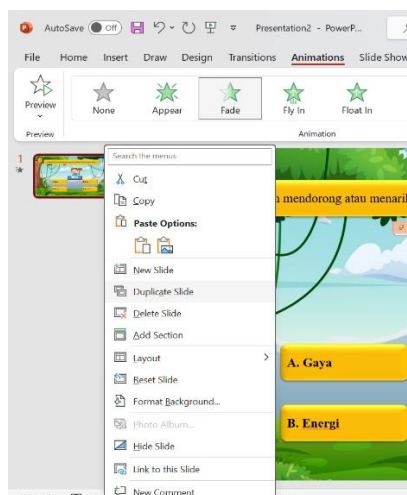 AutoSave Off Presentation2 - PowerP...
File Home Insert Draw Design Transitions Animations Slide Show
Preview
None Appear Fade Fly In Float In
Preview Animation
1
Search the menus
Cut
Copy
Paste Options:
New Slide
Duplicate Slide
Delete Slide
Add Section
Layout
Reset Slide
Format Background...
Photo Album...
Hide Slide
Link to this Slide
New Comment
mendorong atau menaril
A. Gaya
B. Energi